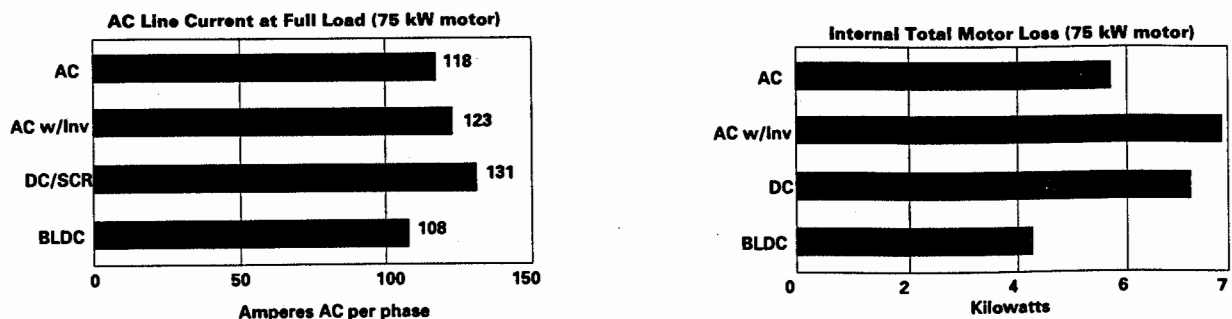 AC Line Current at Full Load (75 kW motor)
AC
118
AC w/Inv
123
DC/SCR
131
BLDC
108
0 50 100 150
Amperes AC per phase
Internal Total Motor Loss (75 kW motor)
AC
AC w/Inv
DC
BLDC
0 2 4 6 7
Kilowatts